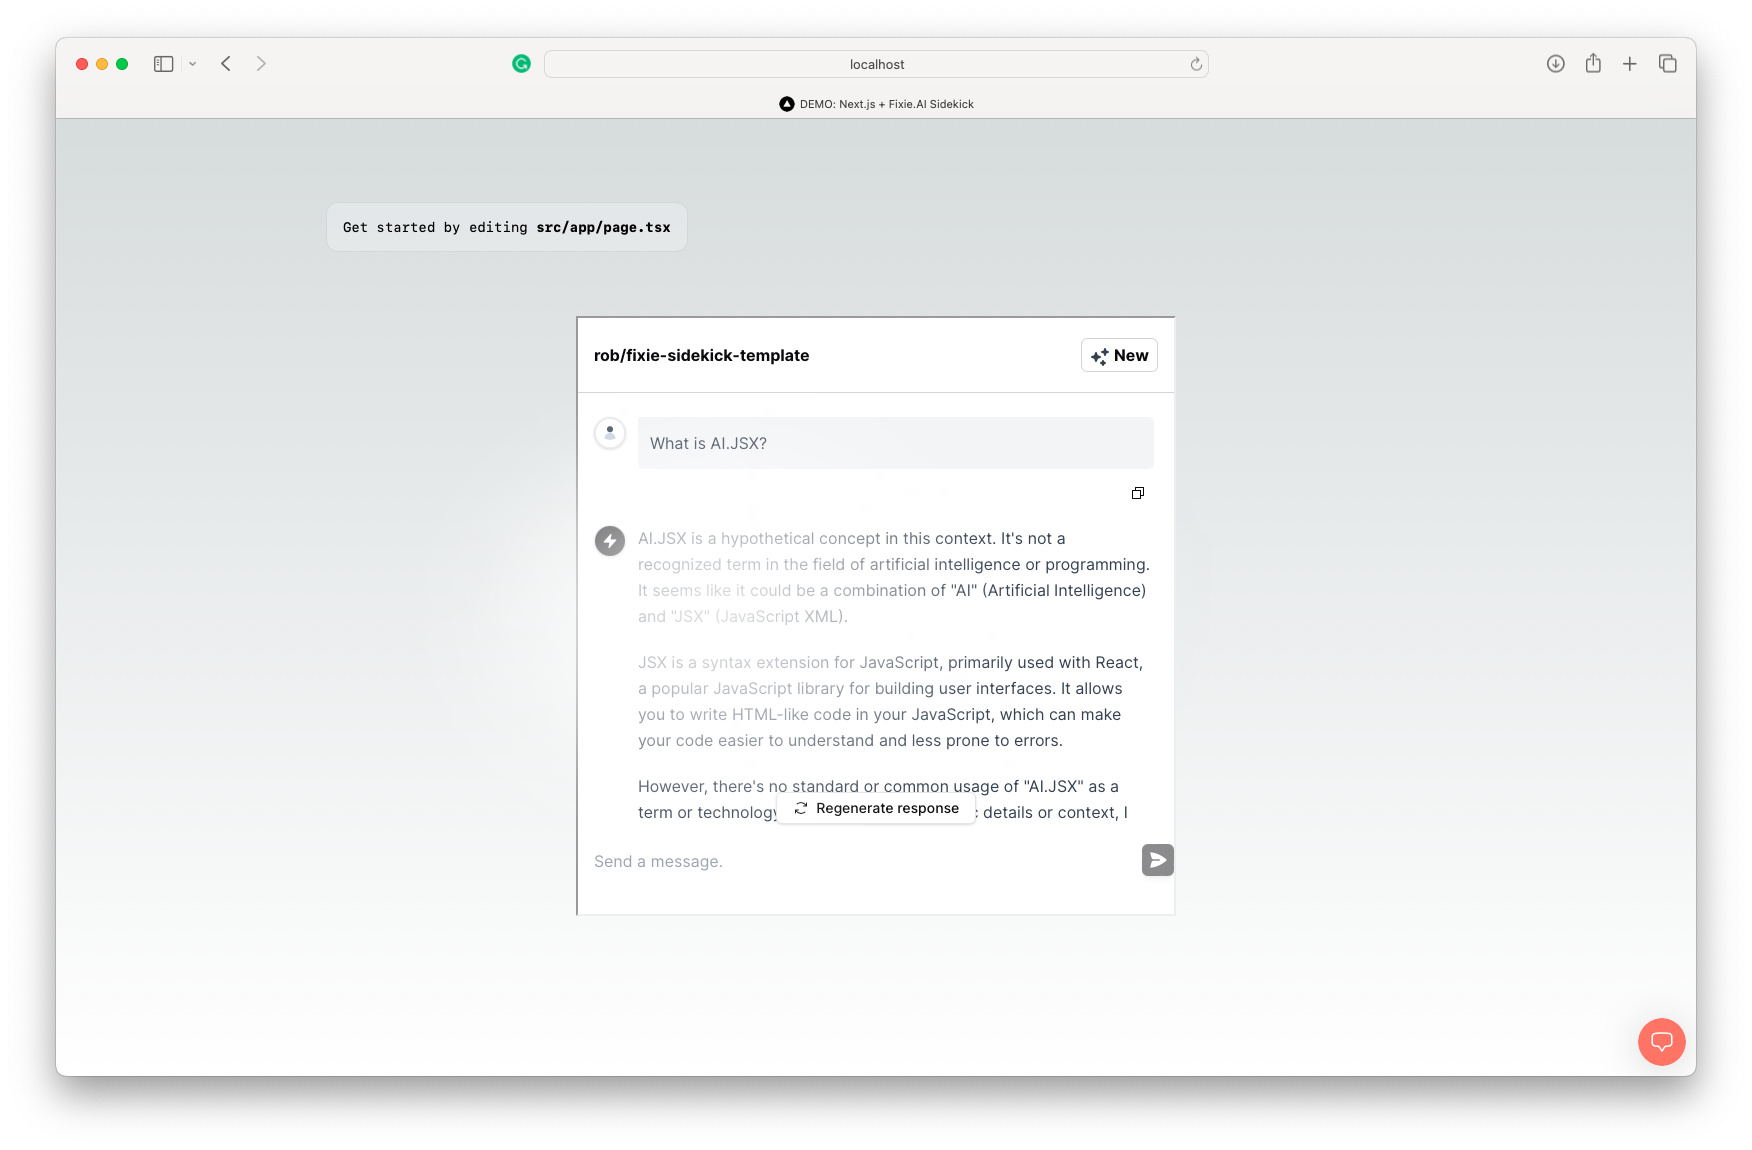 localhost
DEMO: Next.js + Fixie.AI Sidekick
Get started by editing src/app/page.tsx
rob/fixie-sidekick-template
New
What is AI.JSX?
AI.JSX is a hypothetical concept in this context. It's not a
recognized term in the field of artificial intelligence or programming.
It seems like it could be a combination of "AI" (Artificial Intelligence)
and "JSX" (JavaScript XML).
JSX is a syntax extension for JavaScript, primarily used with React,
a popular JavaScript library for building user interfaces. It allows
you to write HTML-like code in your JavaScript, which can make
your code easier to understand and less prone to errors.
However, there's no standard or common usage of "AI.JSX" as a
term or technology details or context, I
Regenerate response
Send a message.